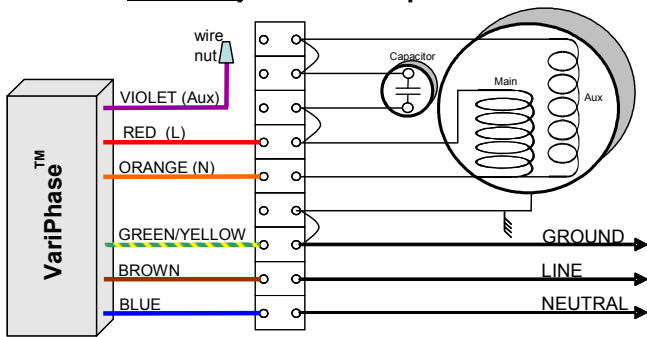 wire
nut
Capacitor
Main
Aux
VIOLET (Aux)
RED (L)
ORANGE (N)
VariPhase™
GREEN/YELLOW
GROUND
BROWN
LINE
BLUE
NEUTRAL